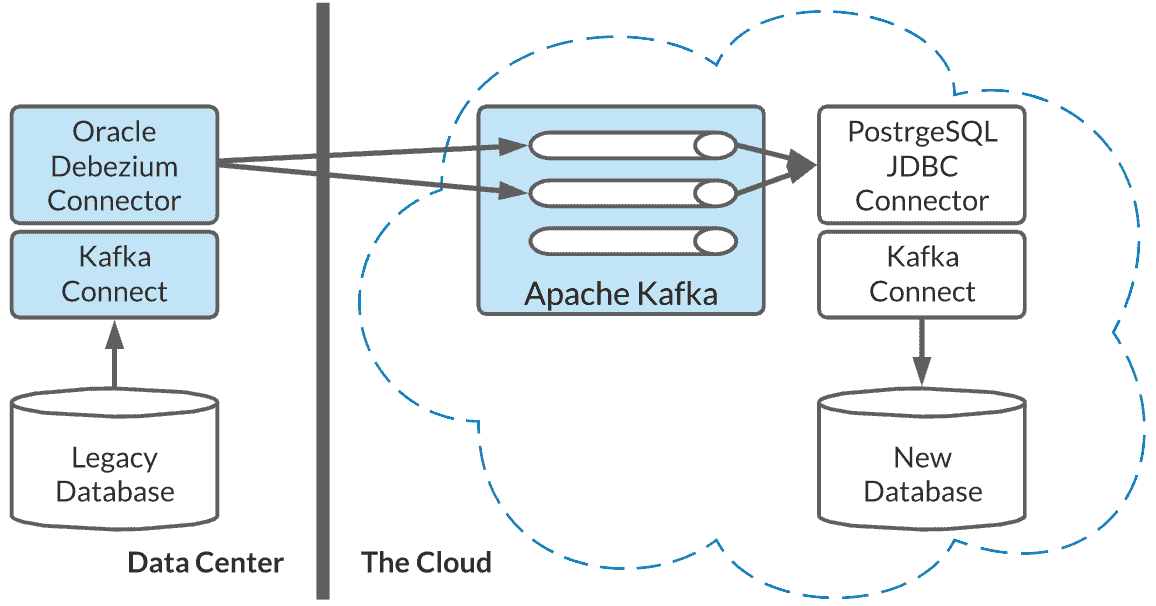 Oracle
Debezium
Connector
Kafka
Connect
Legacy
Database
Data Center
The Cloud
Apache Kafka
PostrgeSQL
JDBC
Connector
Kafka
Connect
New
Database